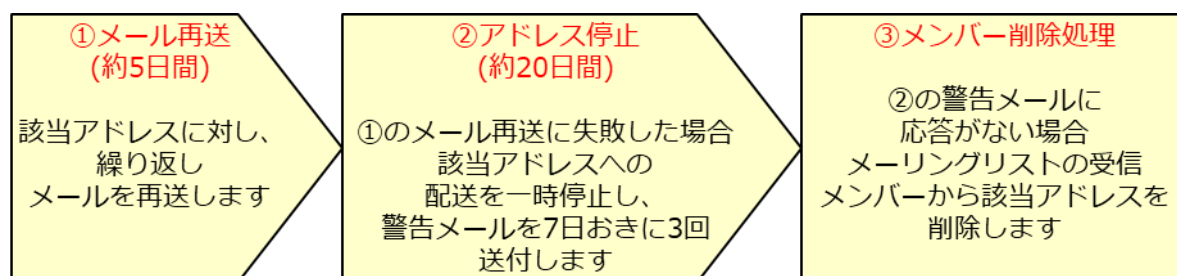 ①メール再送
(約5日間)
該当アドレスに対し、
繰り返し
メールを再送します
②アドレス停止
(約20日間)
①のメール再送に失敗した場合
該当アドレスへの
配送を一時停止し、
警告メールを7日おきに3回
送付します
③メンバー削除処理
②の警告メールに
応答がない場合
メーリングリストの受信
メンバーから該当アドレスを
削除します